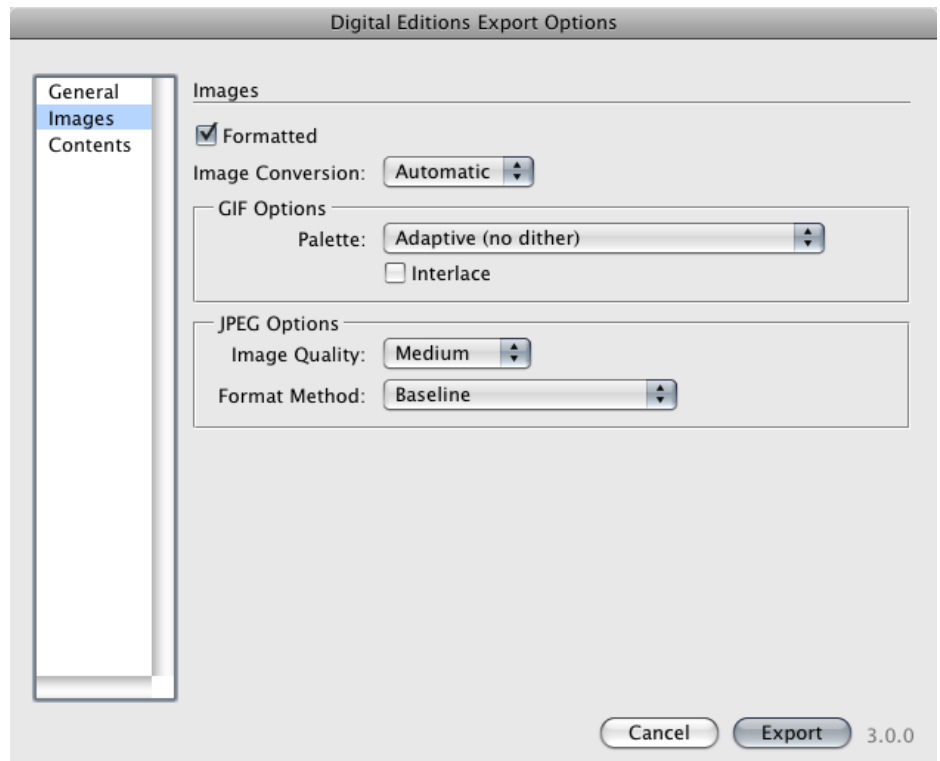 Digital Editions Export Options
General
Images
Contents
Images
Formatted
Image Conversion: Automatic
GIF Options
Palette: Adaptive (no dither)
Interlace
JPEG Options
Image Quality: Medium
Format Method: Baseline
Cancel Export 3.0.0